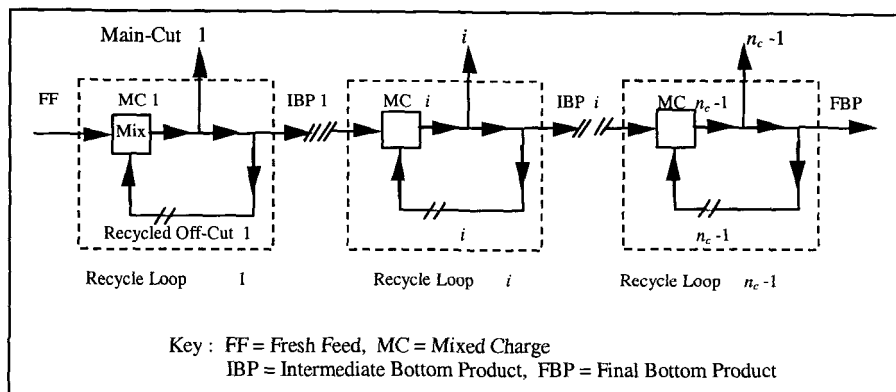 Main-Cut 1 i n_c -1
FF MC 1 IBP 1 MC i IBP i MC n_c -1 FBP
Mix
Recycled Off-Cut 1 i n_c -1
Recycle Loop 1 Recycle Loop i Recycle Loop n_c -1
Key : FF = Fresh Feed, MC = Mixed Charge
IBP = Intermediate Bottom Product, FBP = Final Bottom Product